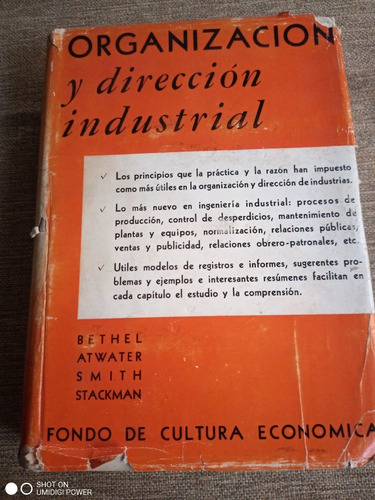 ORGANIZACION
y dirección
industrial
✓ Los principios que la práctica y la razón han impuesto
como más útiles en la organización y dirección de industrias.
✓ Lo más nuevo en ingeniería industrial: procesos de
producción, control de desperdicios, mantenimiento de
plantas y equipos, normalización, relaciones públicas,
ventas y publicidad, relaciones obrero-patronales, etc.
✓ Utiles modelos de registros e informes, sugerentes pro-
blemas y ejemplos e interesantes resúmenes facilitan en
cada capítulo el estudio y la comprensión.
BETHEL
ATWATER
SMITH
STACKMAN
FONDO DE CULTURA ECONOMICA
SHOT ON
UMIDIGI POWER